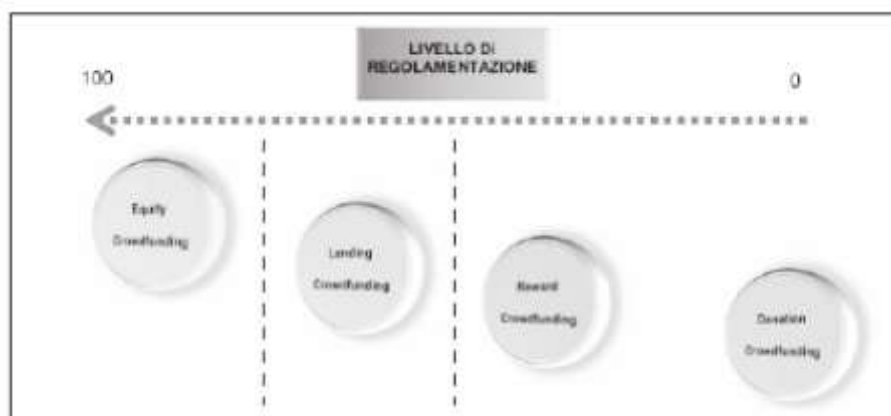 LIVELLO DI
REGOLAMENTAZIONE
100
0
Equity
Crowdfunding
Lending
Crowdfunding
Reward
Crowdfunding
Donation
Crowdfunding